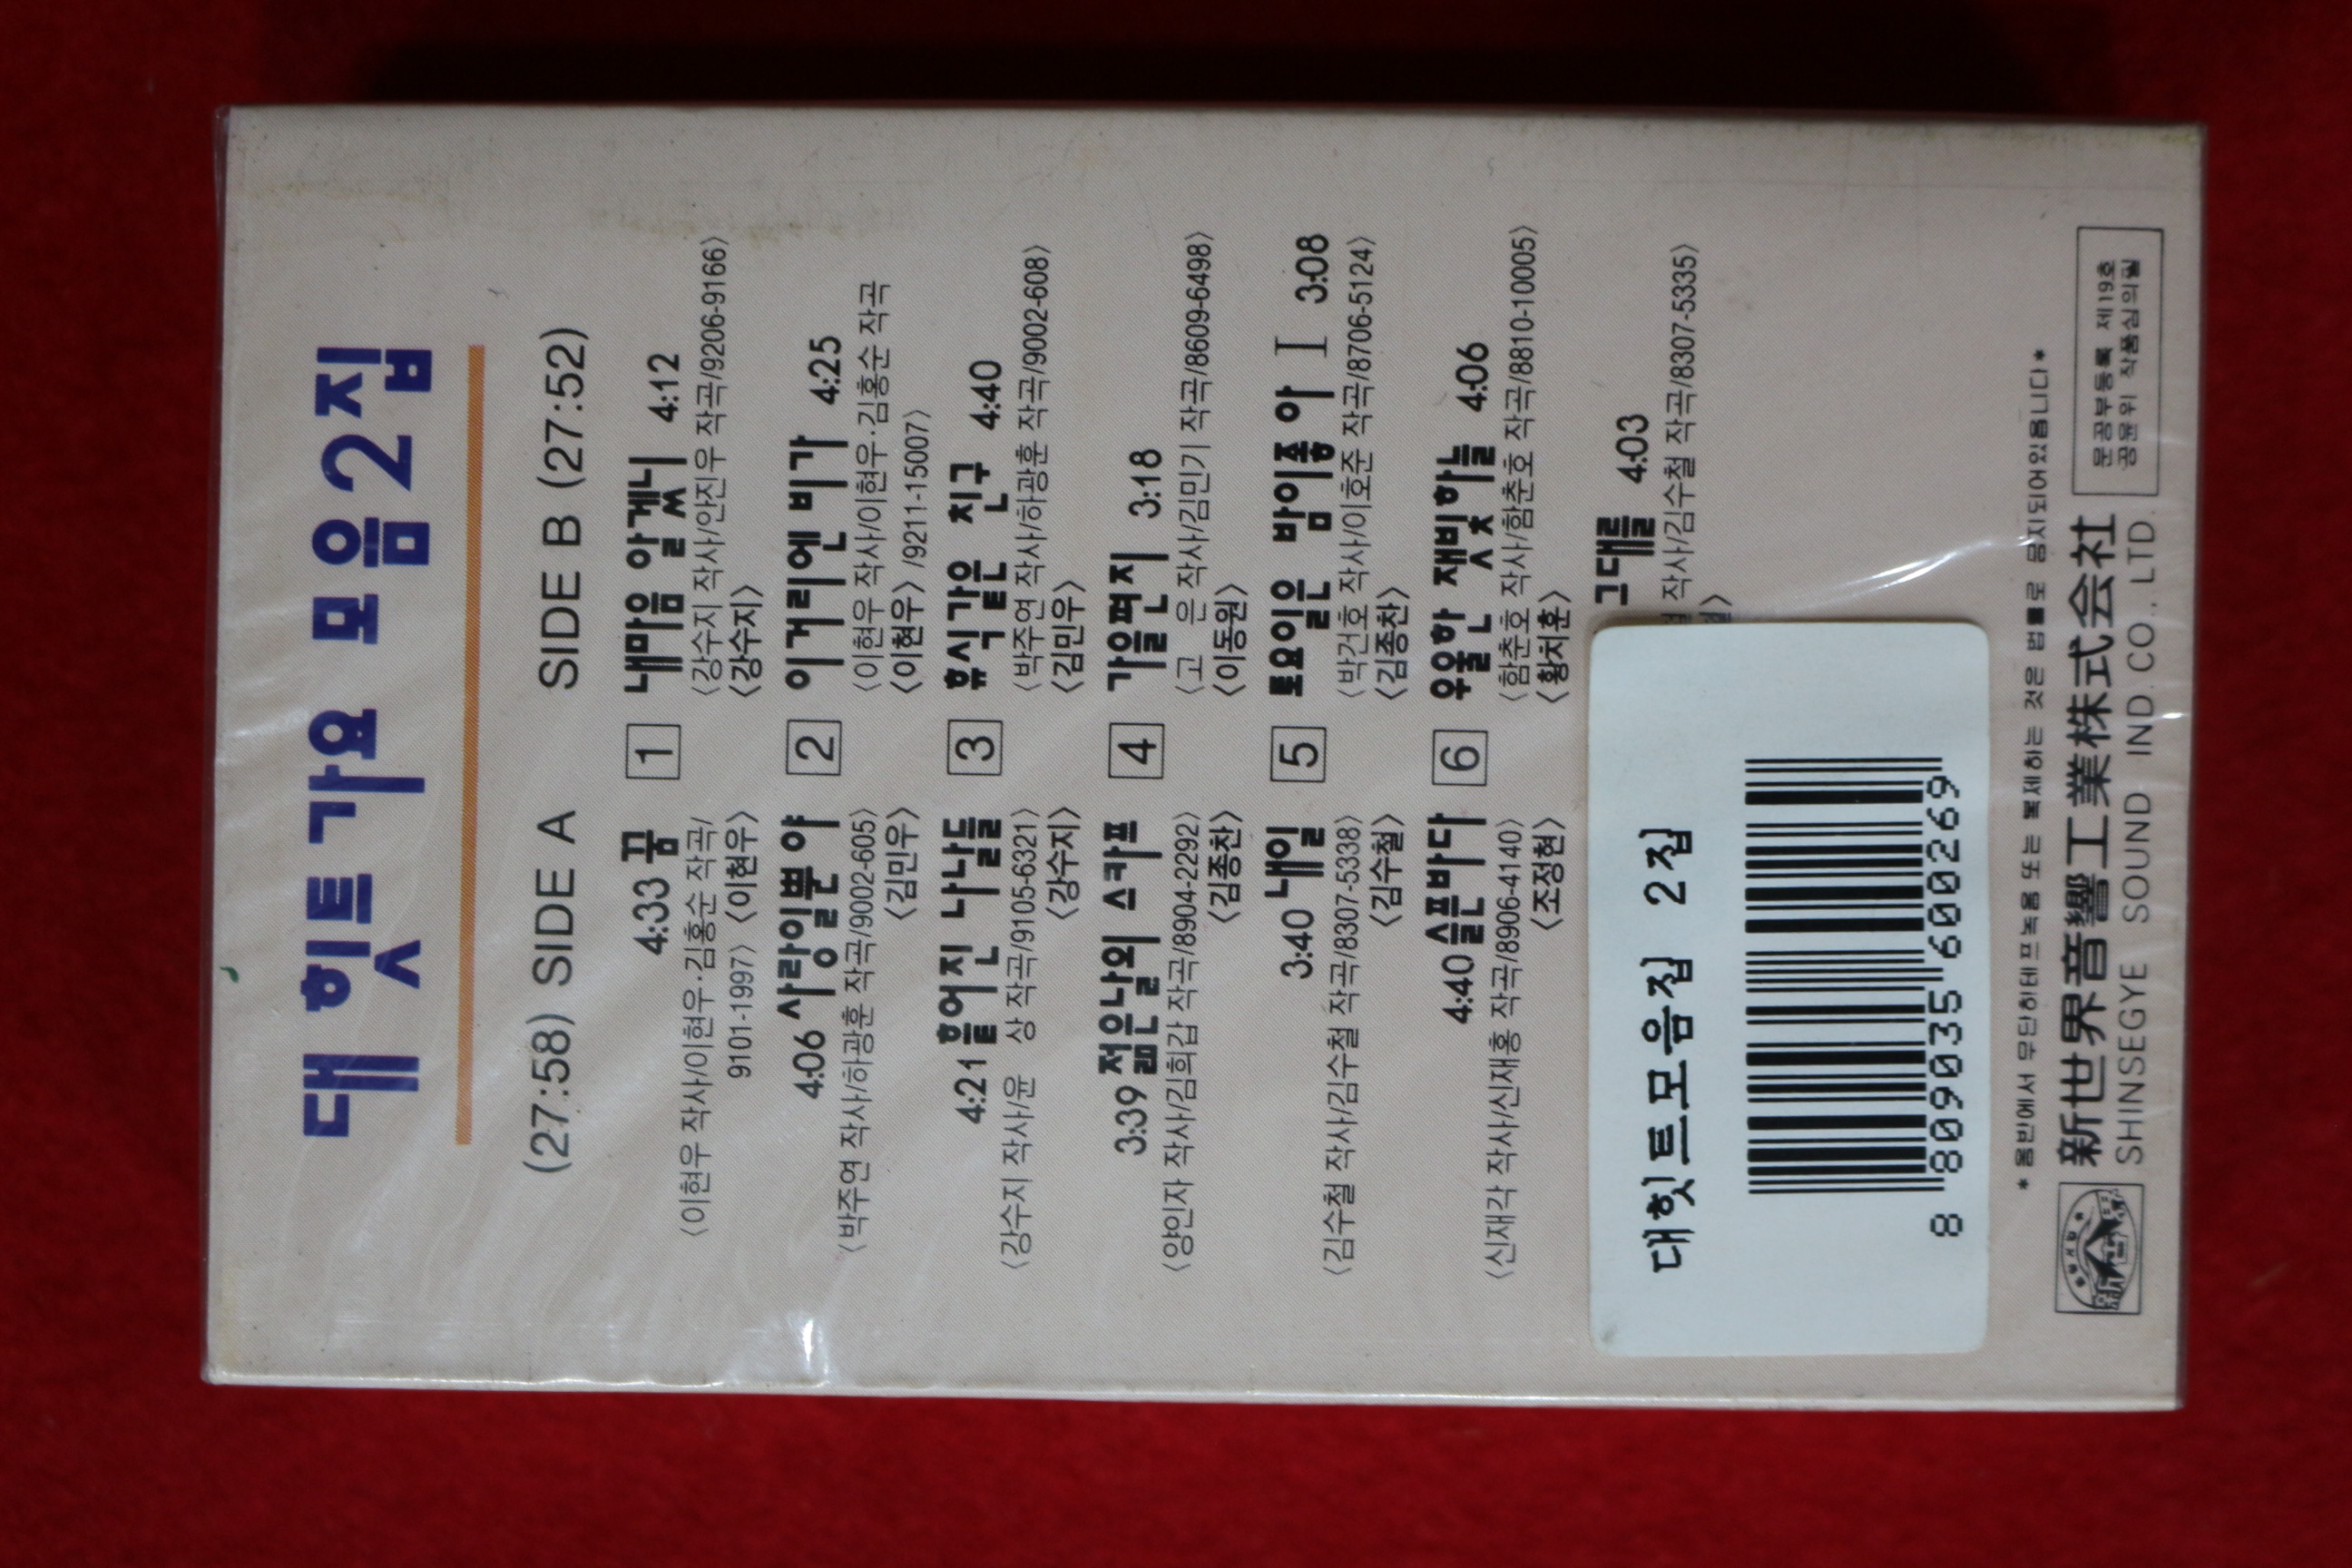 대 힛트 가요 모음 2집
(27:58) SIDE A
4:33 꿈
〈이현우 작사/이현우·김홍순 작곡/
9101-1997〉 〈이현우〉
4:06 사랑일뿐야
〈박주연 작사/하광훈 작곡/9002-605〉
〈김민우〉
4:21 흩어진 나날들
〈강수지 작사/윤 상 작곡/9105-6321〉
〈강수지〉
3:39 젊은날의 스카프
〈양인자 작사/김희갑 작곡/8904-2292〉
〈김종찬〉
3:40 내일
〈김수철 작사/김수철 작곡/8307-5338〉
〈김수철〉
4:40 슬픈바다
〈신재각 작사/신재홍 작곡/8906-4140〉
〈조정현〉
SIDE B (27:52)
1 내마음 알겠니 4:12
〈강수지 작사/안진우 작곡/9206-9166〉
〈강수지〉
2 이거리엔 비가 4:25
〈이현우 작사/이현우·김홍순 작곡
〈이현우〉 /9211-15007〉
3 휴식같은 친구 4:40
〈박주연 작사/하광훈 작곡/9002-608〉
〈김민우〉
4 가을편지 3:18
〈고 은 작사/김민기 작곡/8609-6498〉
〈이동원〉
5 토요일은 밤이좋아 I 3:08
〈박건호 작사/이호준 작곡/8706-5124〉
〈김종찬〉
6 우울한 잿빛하늘 4:06
〈함춘호 작사/함춘호 작곡/8810-10005〉
〈황치훈〉
그대를 4:03
작사/김수철 작곡/8307-5335〉
대힛트모음집 2집
8 809035 600269
*음반에서 무단히테프녹음 또는 복제하는 것은 법률로 금지되어있읍니다*
新世界音響工業株式会社
SHINSEGYE SOUND IND. CO., LTD.
문공부등록 제19호
공윤위 작품심의필